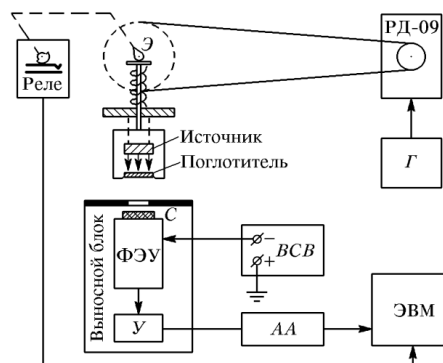 Э
РД-09
Реле
Источник
Поглотитель
Г
С
Выносной блок
ФЭУ
−
+
ВСВ
ЭВМ
У
АА